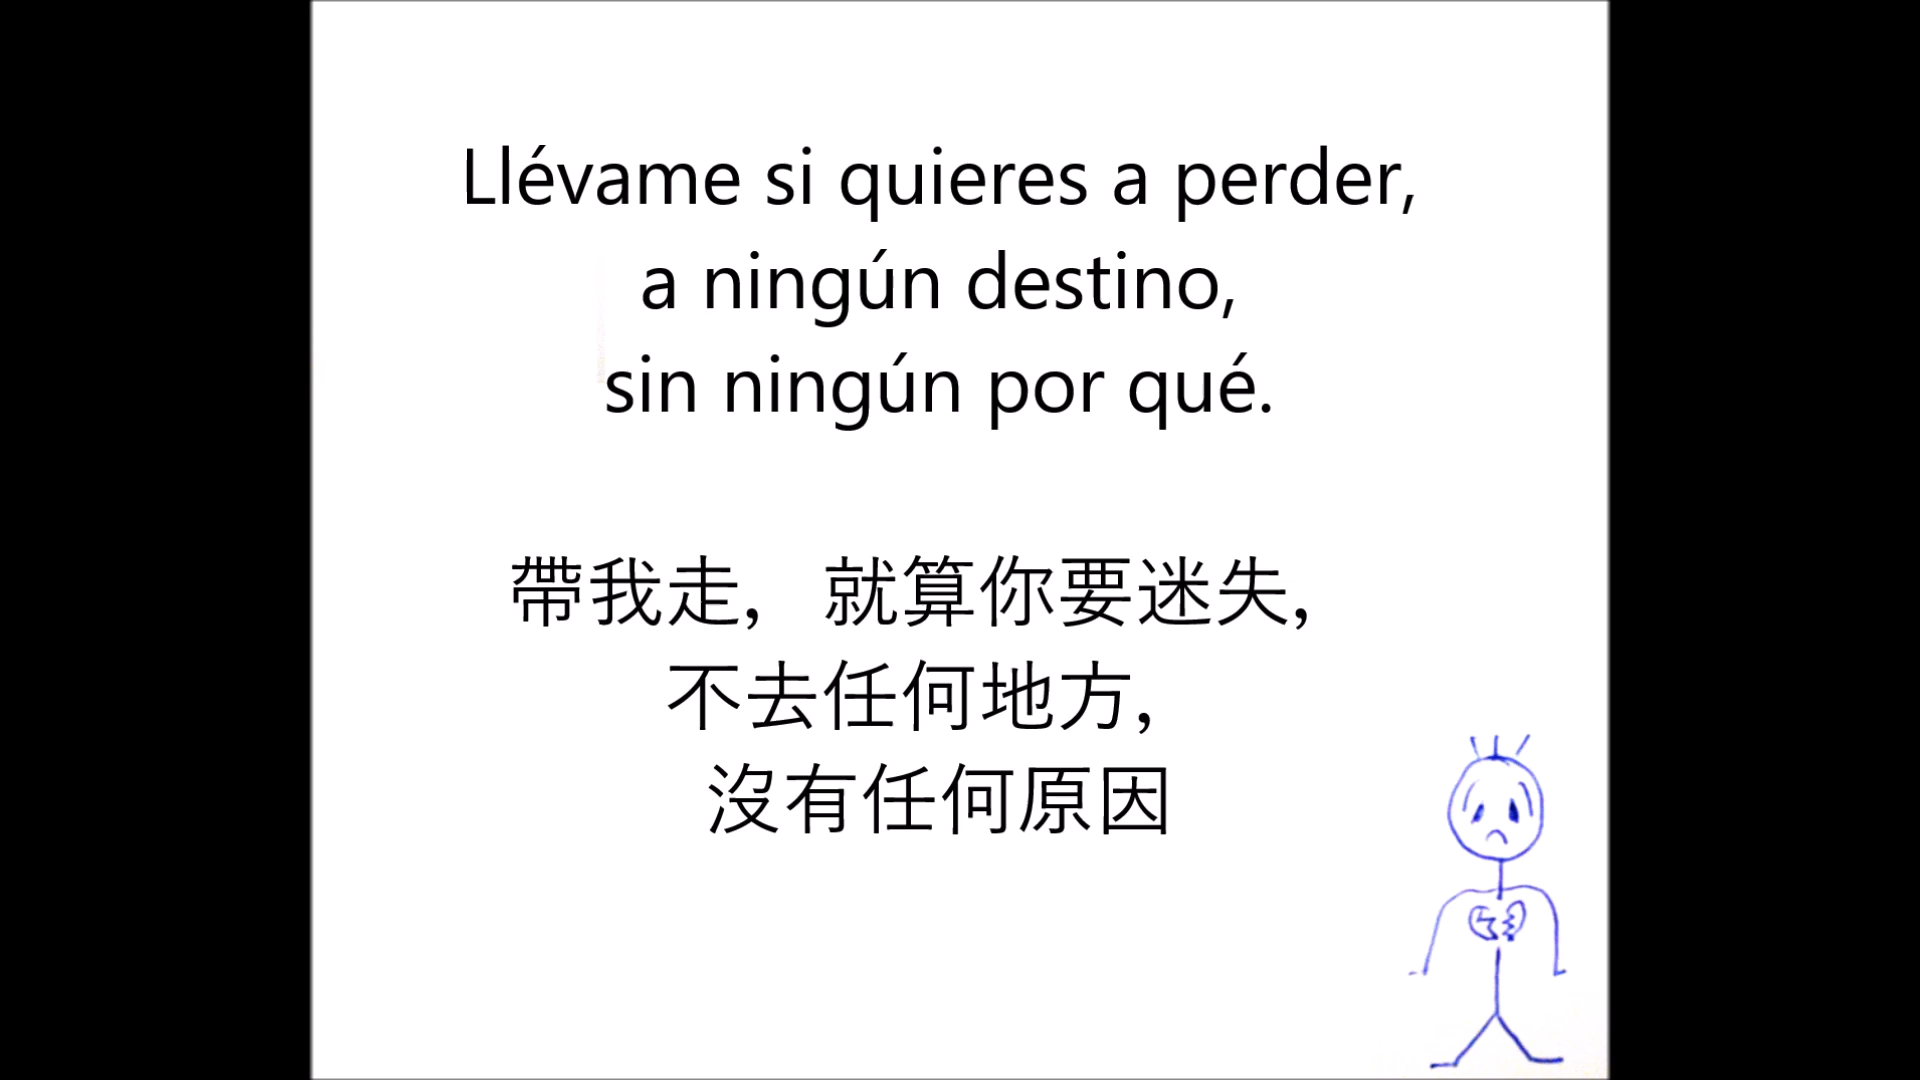 Llévame si quieres a perder,
a ningún destino,
sin ningún por qué.
帶我走，就算你要迷失，
不去任何地方，
沒有任何原因